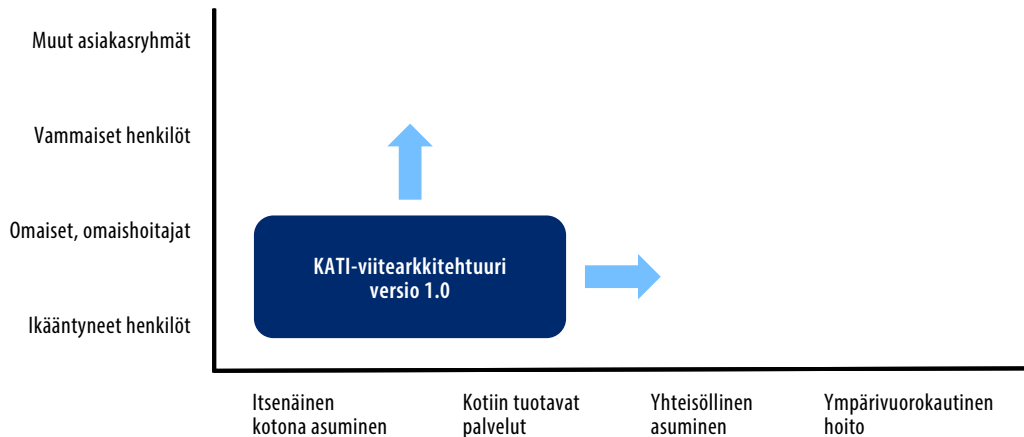 Muut asiakasryhmät
Vammaiset henkilöt
Omaiset, omaishoitajat
Ikääntyneet henkilöt
KATI-viitearkkitehtuuri
versio 1.0
Itsenäinen
kotona asuminen
Kotiin tuotavat
palvelut
Yhteisöllinen
asuminen
Ympärivuorokautinen
hoito